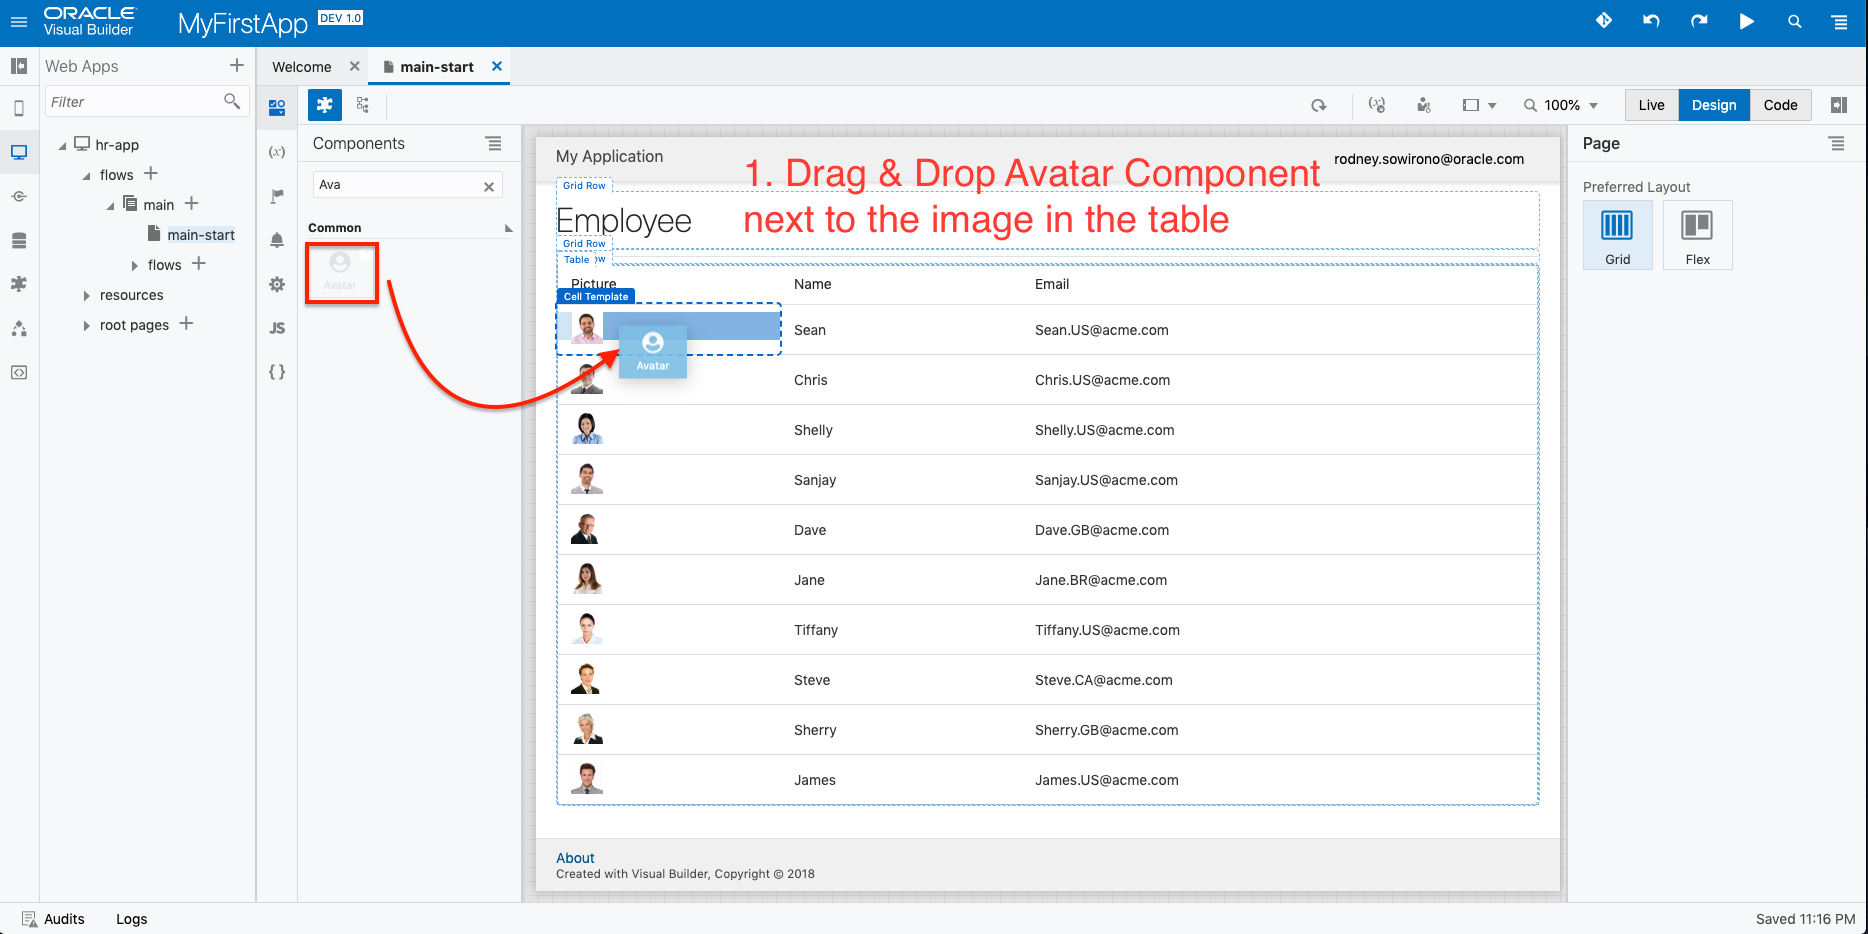 ORACLE
Visual Builder
MyFirstApp DEV 1.0
Web Apps
Welcome
main-start
Filter
100%
Live Design Code
hr-app
flows
main
main-start
flows
resources
root pages
(x)
JS
{ }
Components
Ava
Common
Avatar
My Application
rodney.sowirono@oracle.com
1. Drag & Drop Avatar Component
next to the image in the table
Grid Row
Employee
Grid Row
Table
Picture Name Email
Cell Template
Avatar
Sean Sean.US@acme.com
Chris Chris.US@acme.com
Shelly Shelly.US@acme.com
Sanjay Sanjay.US@acme.com
Dave Dave.GB@acme.com
Jane Jane.BR@acme.com
Tiffany Tiffany.US@acme.com
Steve Steve.CA@acme.com
Sherry Sherry.GB@acme.com
James James.US@acme.com
About
Created with Visual Builder, Copyright © 2018
Page
Preferred Layout
Grid Flex
Audits Logs
Saved 11:16 PM